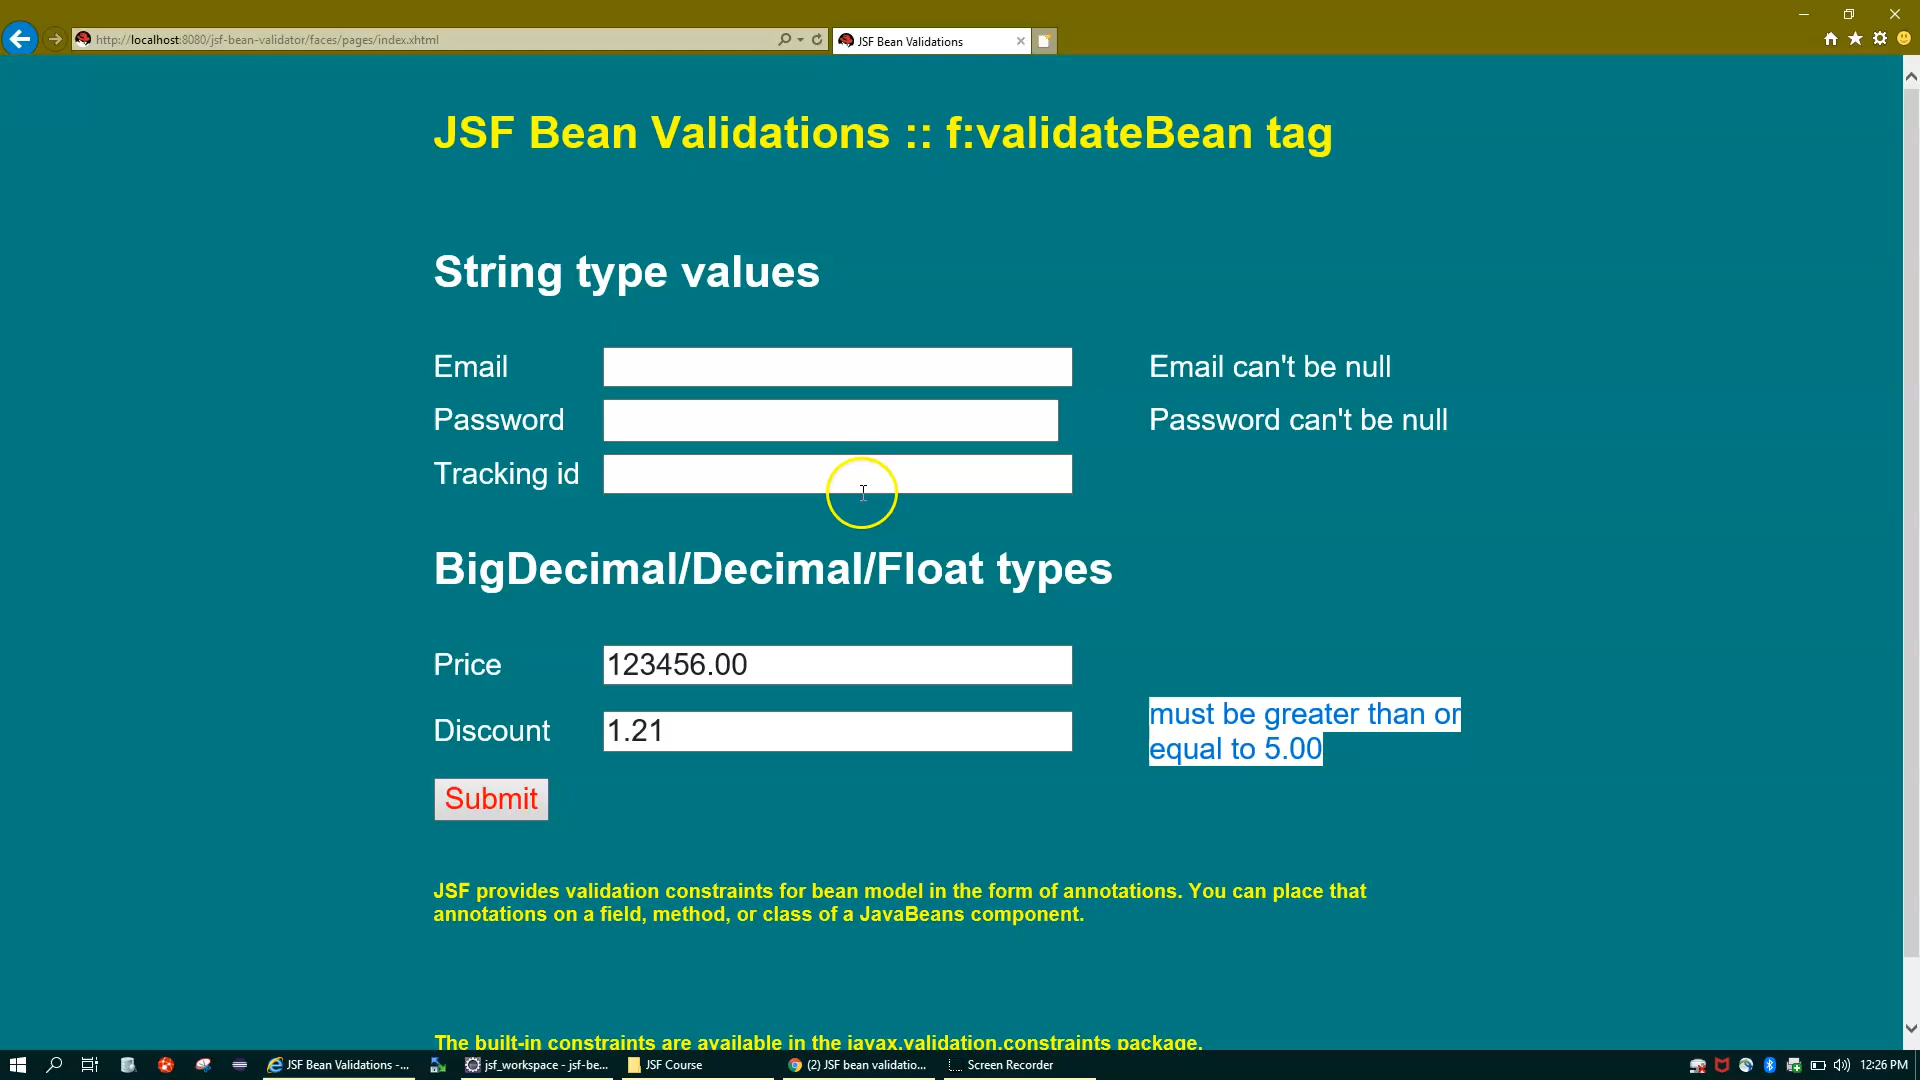 http://localhost:8080/jsf-bean-validator/faces/pages/index.xhtml
JSF Bean Validations
JSF Bean Validations :: f:validateBean tag
String type values
Email Email can't be null
Password Password can't be null
Tracking id
BigDecimal/Decimal/Float types
Price 123456.00
Discount 1.21 must be greater than or
equal to 5.00
Submit
JSF provides validation constraints for bean model in the form of annotations. You can place that
annotations on a field, method, or class of a JavaBeans component.
The built-in constraints are available in the javax.validation.constraints package.
JSF Bean Validations -... jsf_workspace - jsf-be... JSF Course (2) JSF bean validatio... Screen Recorder 12:26 PM